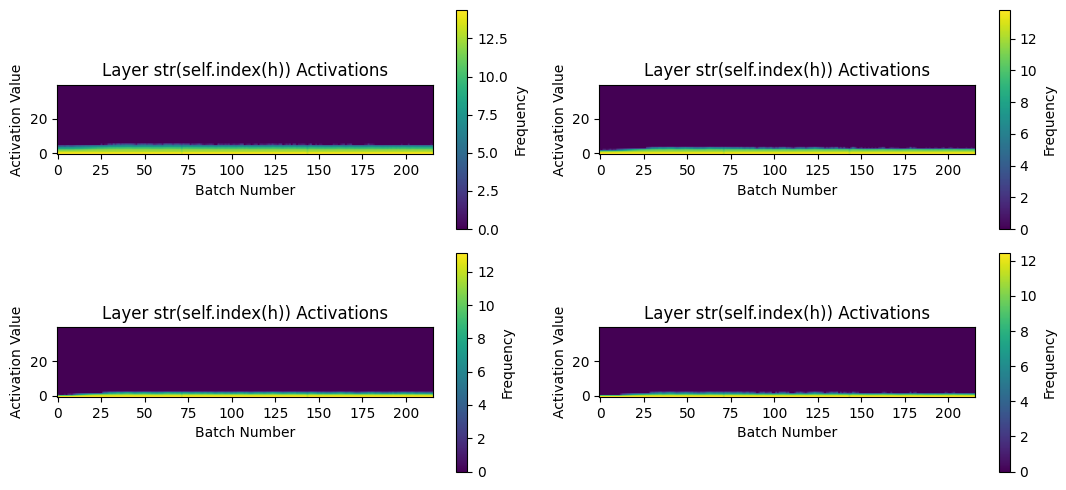 Layer str(self.index(h)) Activations
Activation Value
20
0
0 25 50 75 100 125 150 175 200
Batch Number
12.5
10.0
7.5
5.0
2.5
0.0
Frequency
Layer str(self.index(h)) Activations
Activation Value
20
0
0 25 50 75 100 125 150 175 200
Batch Number
12
10
8
6
4
2
0
Frequency
Layer str(self.index(h)) Activations
Activation Value
20
0
0 25 50 75 100 125 150 175 200
Batch Number
12
10
8
6
4
2
0
Frequency
Layer str(self.index(h)) Activations
Activation Value
20
0
0 25 50 75 100 125 150 175 200
Batch Number
12
10
8
6
4
2
0
Frequency